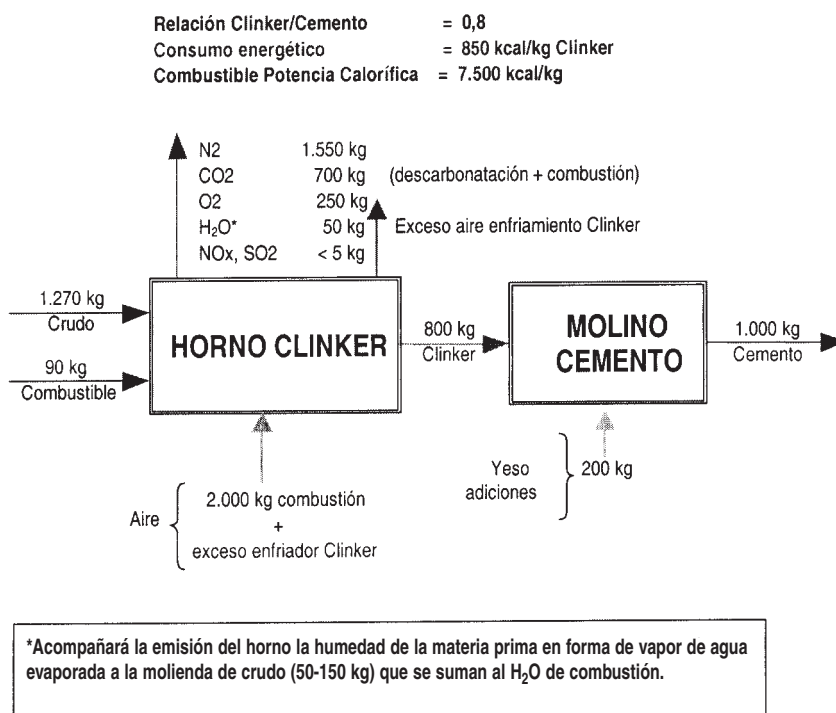 Relación Clinker/Cemento = 0,8
Consumo energético = 850 kcal/kg Clinker
Combustible Potencia Calorífica = 7.500 kcal/kg
N2 1.550 kg
CO2 700 kg (descarbonatación + combustión)
O2 250 kg
H₂O* 50 kg Exceso aire enfriamiento Clinker
NOx, SO2 < 5 kg
1.270 kg
Crudo
90 kg
Combustible
HORNO CLINKER
800 kg
Clinker
MOLINO
CEMENTO
1.000 kg
Cemento
Aire
2.000 kg combustión
+
exceso enfriador Clinker
Yeso
adiciones
200 kg
*Acompañará la emisión del horno la humedad de la materia prima en forma de vapor de agua
evaporada a la molienda de crudo (50-150 kg) que se suman al H₂O de combustión.